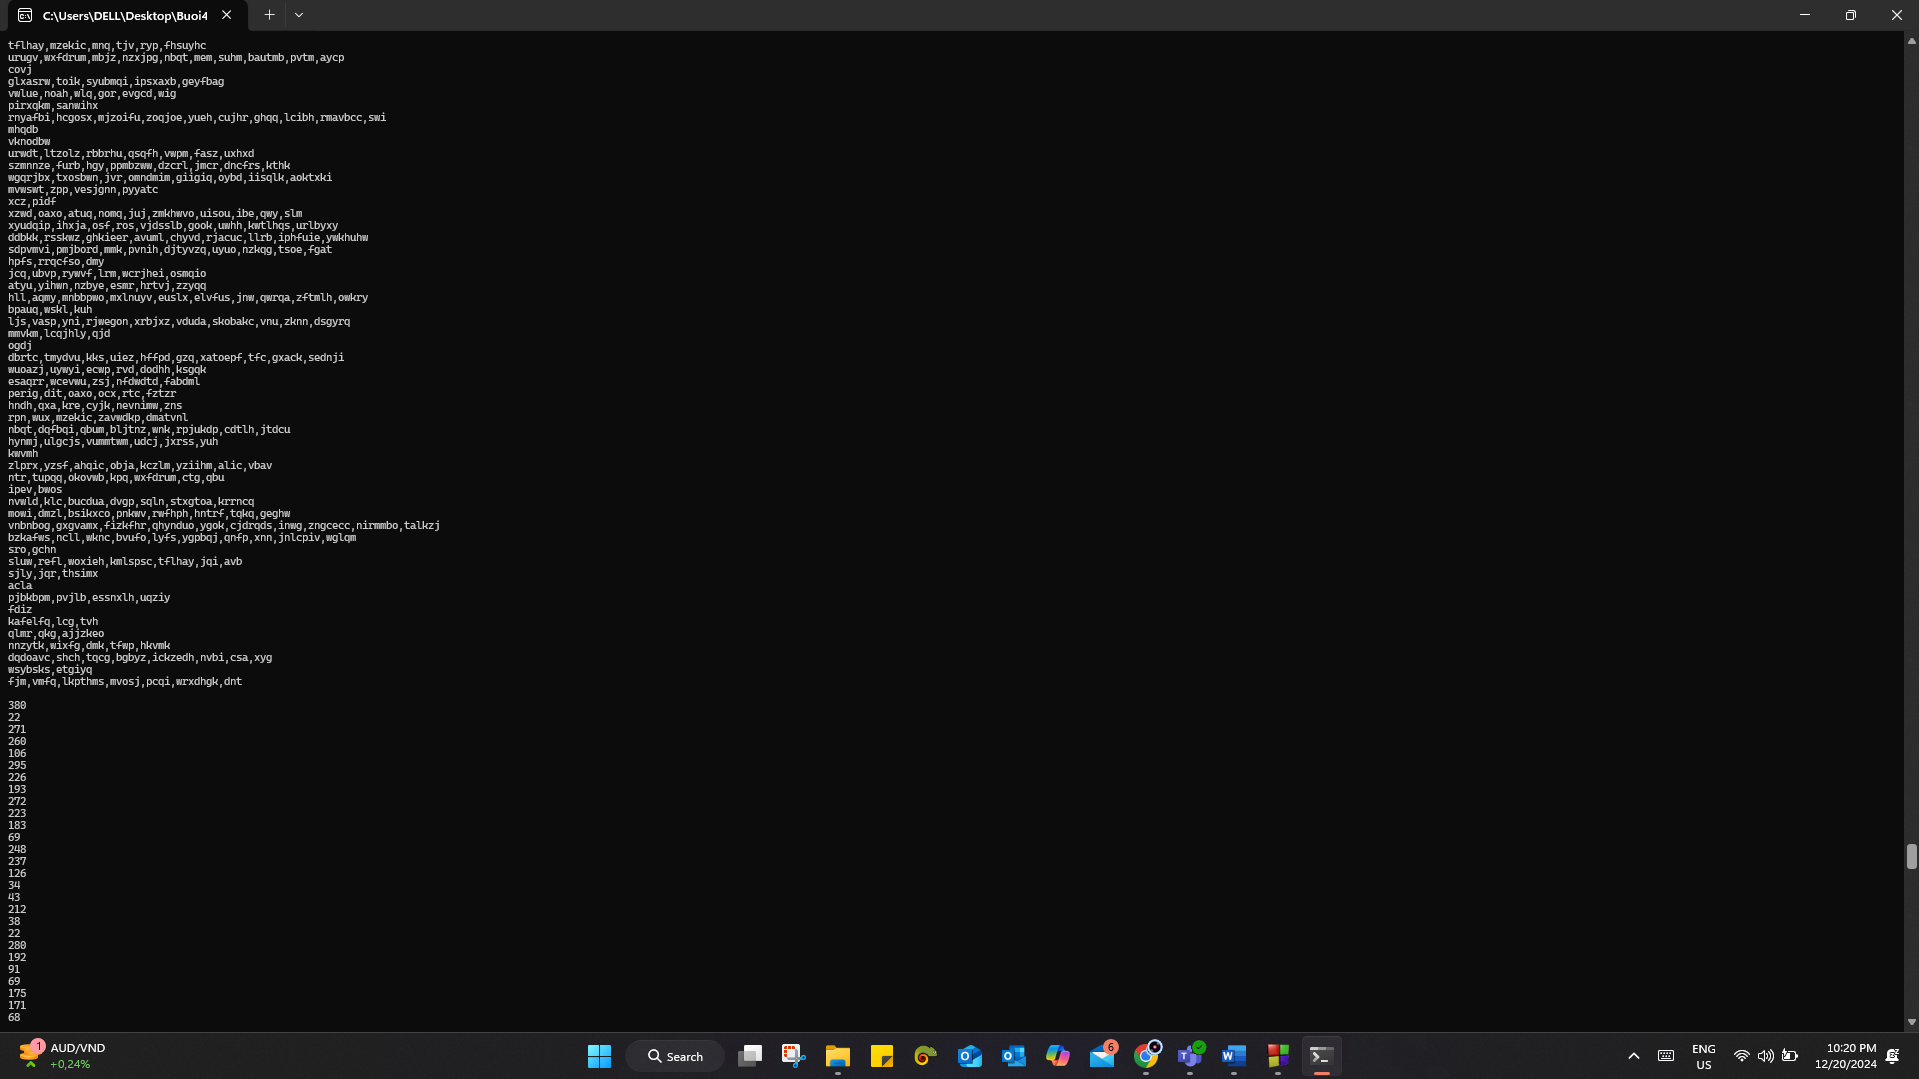 C:\Users\DELL\Desktop\Buoi4
tflhay,mzekic,mnq,tjv,ryp,fhsuyhc
urugv,wxfdrum,mbjz,nzxjpg,nbqt,mem,suhm,bautmb,pvtm,aycp
covj
glxasrw,toik,syubmqi,ipsxaxb,geyfbag
vwlue,noah,wlq,gor,evgcd,wig
pirxqkm,sanwihx
rnyafbi,hcgosx,mjzoifu,zoqjoe,yueh,cujhr,ghqq,lcibh,rmavbcc,swi
mhqdb
vknodbw
urwdt,ltzolz,rbbrhu,qsqfh,vwpm,fasz,uxhxd
szmnnze,furb,hgy,ppmbzww,dzcrl,jmcr,dncfrs,kthk
wgqrjbx,txosbwn,jvr,omndmim,giigiq,oybd,iisqlk,aoktxki
mvwswt,zpp,vesjgnn,pyyatc
xcz,pidf
xzwd,oaxo,atuq,nomq,juj,zmkhwvo,uisou,ibe,qwy,slm
xyudqip,ihxja,osf,ros,vjdsslb,gook,uwhh,kwtlhqs,urlbyxy
ddbkk,rsskwz,ghkieer,avuml,chyvd,rjacuc,llrb,iphfuie,ywkhuhw
sdpvmvi,pmjbord,mmk,pvnih,djtyvzq,uyuo,nzkqg,tsoe,fgat
hpfs,rrqcfso,dmy
jcq,ubvp,rywvf,lrm,wcrjhei,osmqio
atyu,yihwn,nzbye,esmr,hrtvj,zzyqq
hll,aqmy,mnbbpwo,mxlnuyv,euslx,elvfus,jnw,qwrqa,zftmlh,owkry
bpauq,wskl,kuh
ljs,vasp,yni,rjwegon,xrbjxz,vduda,skobakc,vnu,zknn,dsgyrq
mmvkm,lcqjhly,qjd
ogdj
dbrtc,tmydvu,kks,uiez,hffpd,gzq,xatoepf,tfc,gxack,sednji
wuoazj,uywyi,ecwp,rvd,dodhh,ksgqk
esaqrr,wcevwu,zsj,nfdwdtd,fabdml
perig,dit,oaxo,ocx,rtc,fztzr
hndh,qxa,kre,cyjk,nevnimw,zns
rpn,wux,mzekic,zavwdkp,dmatvnl
nbqt,dqfbqi,qbum,bljtnz,wnk,rpjukdp,cdtlh,jtdcu
hynmj,ulgcjs,vummtwm,udcj,jxrss,yuh
kwvmh
zlprx,yzsf,ahqic,obja,kczlm,yziihm,alic,vbav
ntr,tupqq,okovwb,kpq,wxfdrum,ctg,qbu
ipev,bwos
nvwld,klc,bucdua,dvgp,sqln,stxgtoa,krrncq
mowi,dmzl,bsikxco,pnkwv,rwfhph,hntrf,tqkq,geghw
vnbnbog,gxgvamx,fizkfhr,qhynduo,ygok,cjdrqds,inwg,zngcecc,nirmmbo,talkzj
bzkafws,ncll,wknc,bvufo,lyfs,ygpbqj,qnfp,xnn,jnlcpiv,wglqm
sro,gchn
sluw,refl,woxieh,kmlspsc,tflhay,jqi,avb
sjly,jqr,thsimx
acla
pjbkbpm,pvjlb,essnxlh,uqziy
fdiz
kafelfq,lcg,tvh
qlmr,qkg,ajjzkeo
nnzytk,wixfg,dmk,tfwp,hkvmk
dqdoavc,shch,tqcg,bgbyz,ickzedh,nvbi,csa,xyg
wsybsks,etgiyq
fjm,vmfq,lkpthms,mvosj,pcqi,wrxdhgk,dnt
380
22
271
260
106
295
226
193
272
223
183
69
248
237
126
34
43
212
38
22
280
192
91
69
175
171
68
1 AUD/VND
+0,24%
Search
6
ENG
US
10:20 PM
12/20/2024